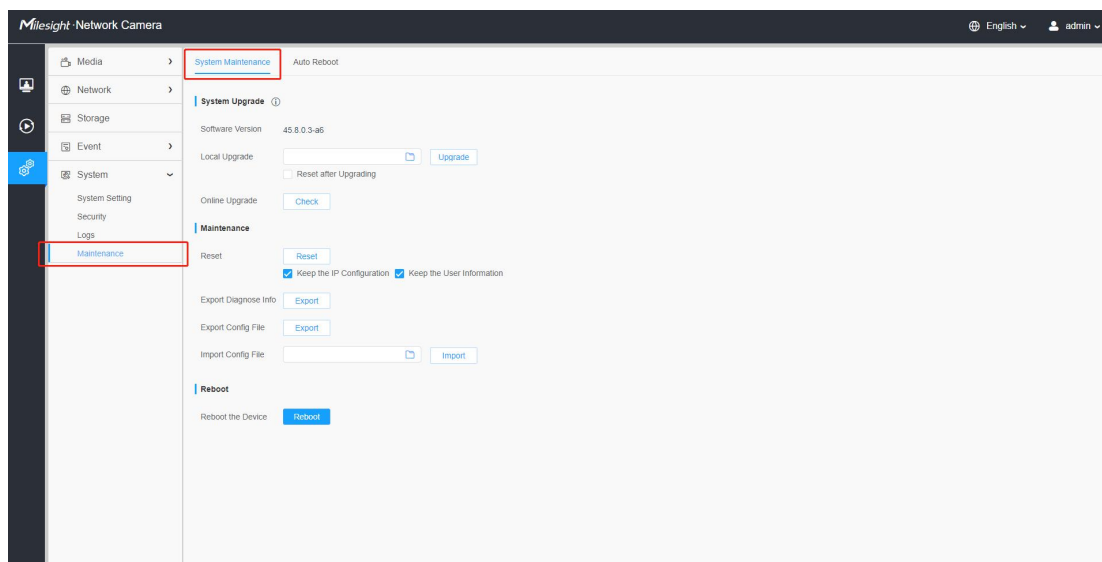 Milesight · Network Camera
English
admin
Media
Network
Storage
Event
System
System Setting
Security
Logs
Maintenance
System Maintenance
Auto Reboot
System Upgrade
Software Version 45.8.0.3-a6
Local Upgrade Upgrade
Reset after Upgrading
Online Upgrade Check
Maintenance
Reset Reset
Keep the IP Configuration Keep the User Information
Export Diagnose Info Export
Export Config File Export
Import Config File Import
Reboot
Reboot the Device Reboot